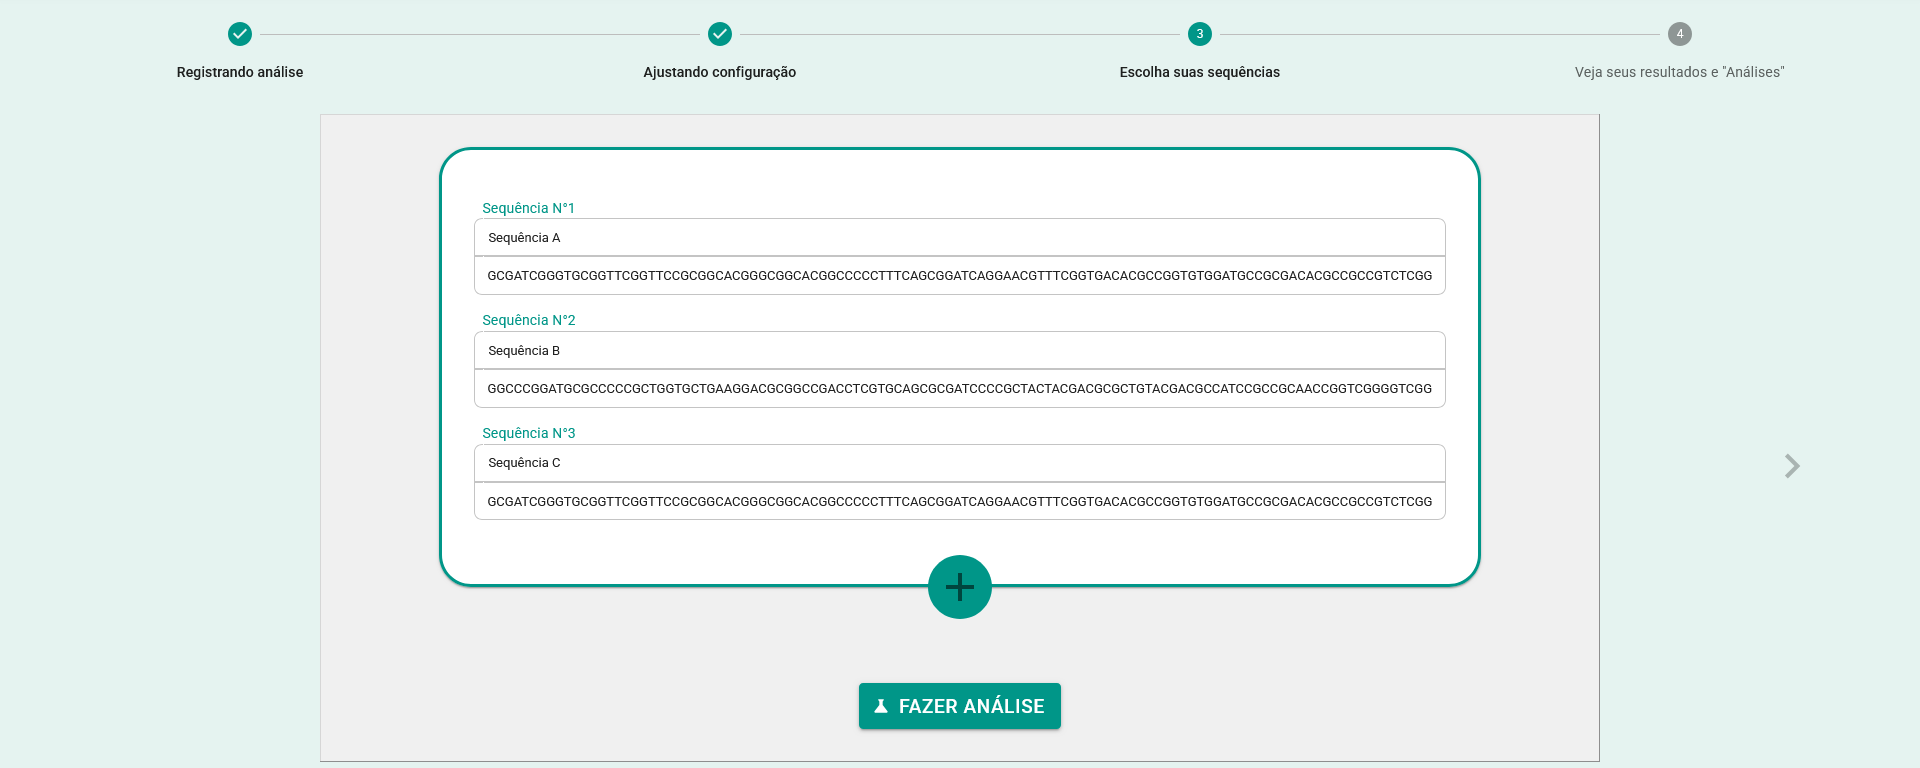 3
4
Registrando análise
Ajustando configuração
Escolha suas sequências
Veja seus resultados e "Análises"
Sequência N°1
Sequência A
GCGATCGGGTGCGGTTCGGTTCCGCGGCACGGGCGGCACGGCCCCCTTTCAGCGGATCAGGAACGTTTCGGTGACACGCCGGTGTGGATGCCGCGACACGCCGCCGTCTCGG
Sequência N°2
Sequência B
GGCCCGGATGCGCCCCCGCTGGTGCTGAAGGACGCGGCCGACCTCGTGCAGCGCGATCCCCGCTACTACGACGCGCTGTACGACGCCATCCGCCGCAACCGGTCGGGGTCGG
Sequência N°3
Sequência C
GCGATCGGGTGCGGTTCGGTTCCGCGGCACGGGCGGCACGGCCCCCTTTCAGCGGATCAGGAACGTTTCGGTGACACGCCGGTGTGGATGCCGCGACACGCCGCCGTCTCGG
FAZER ANÁLISE